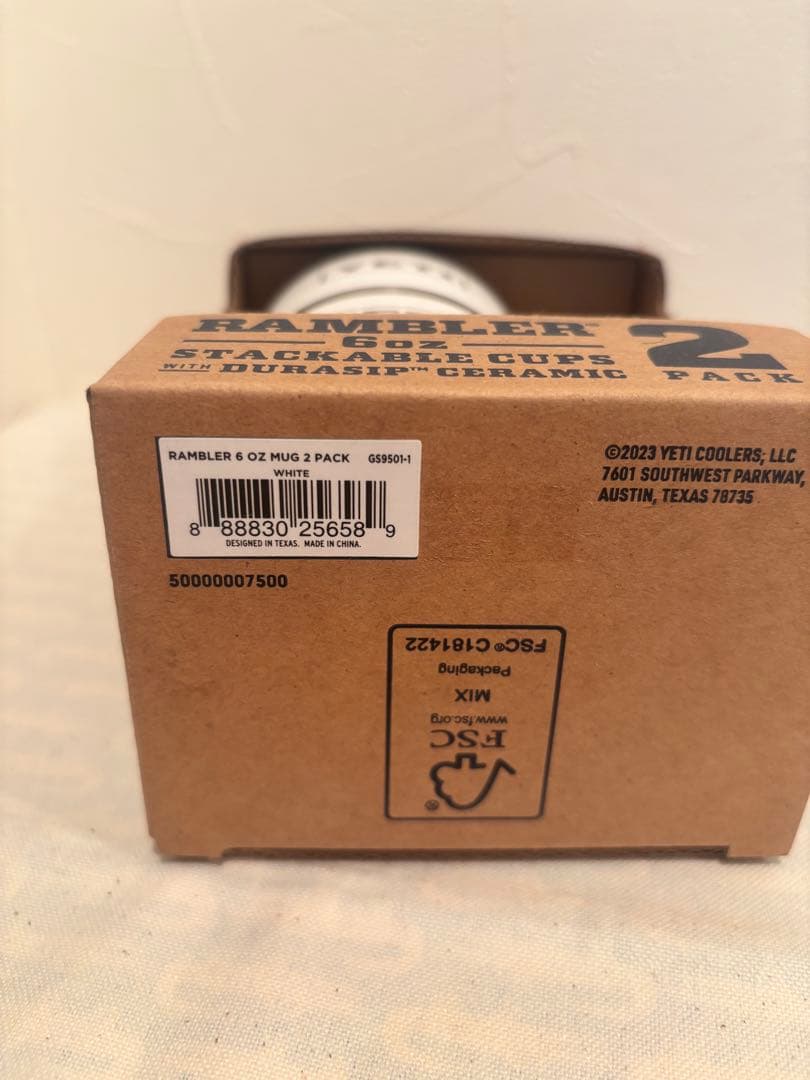 YETI
RAMBLER™
6oz
STACKABLE CUPS
WITH DURASIP™ CERAMIC
2
PACK
RAMBLER 6 OZ MUG 2 PACK GS9501-1
WHITE
8 88830 25658 9
DESIGNED IN TEXAS. MADE IN CHINA.
50000007500
©2023 YETI COOLERS, LLC
7601 SOUTHWEST PARKWAY,
AUSTIN, TEXAS 78735
®
FSC
www.fsc.org
MIX
Packaging
FSC® C181422